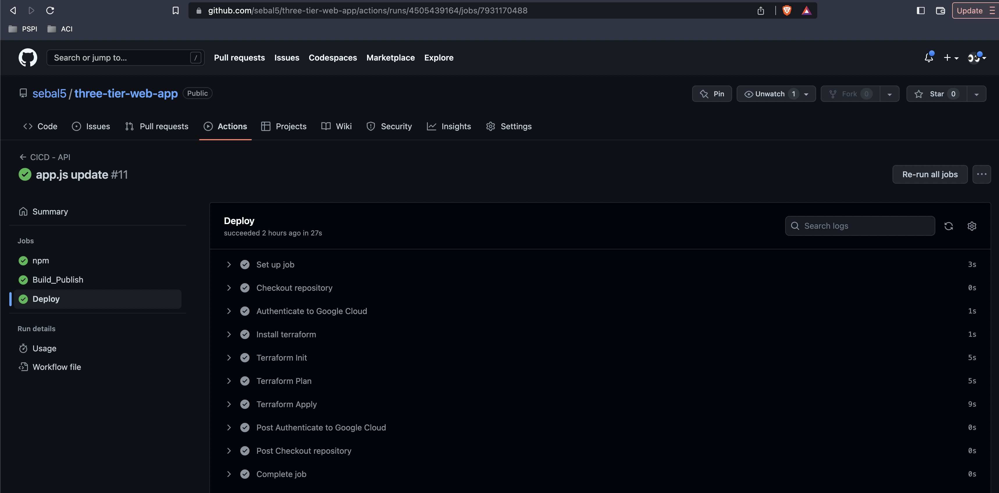 github.com/sebal5/three-tier-web-app/actions/runs/4505439164/jobs/7931170488
Update
PSPI ACI
Search or jump to... / Pull requests Issues Codespaces Marketplace Explore
sebal5 / three-tier-web-app Public
Pin Unwatch 1 Fork 0 Star 0
Code Issues Pull requests Actions Projects Wiki Security Insights Settings
CICD - API
app.js update #11
Re-run all jobs
Summary
Jobs
npm
Build_Publish
Deploy
Run details
Usage
Workflow file
Deploy
succeeded 2 hours ago in 27s
Search logs
Set up job 3s
Checkout repository 0s
Authenticate to Google Cloud 1s
Install terraform 1s
Terraform Init 5s
Terraform Plan 5s
Terraform Apply 9s
Post Authenticate to Google Cloud 0s
Post Checkout repository 0s
Complete job 0s